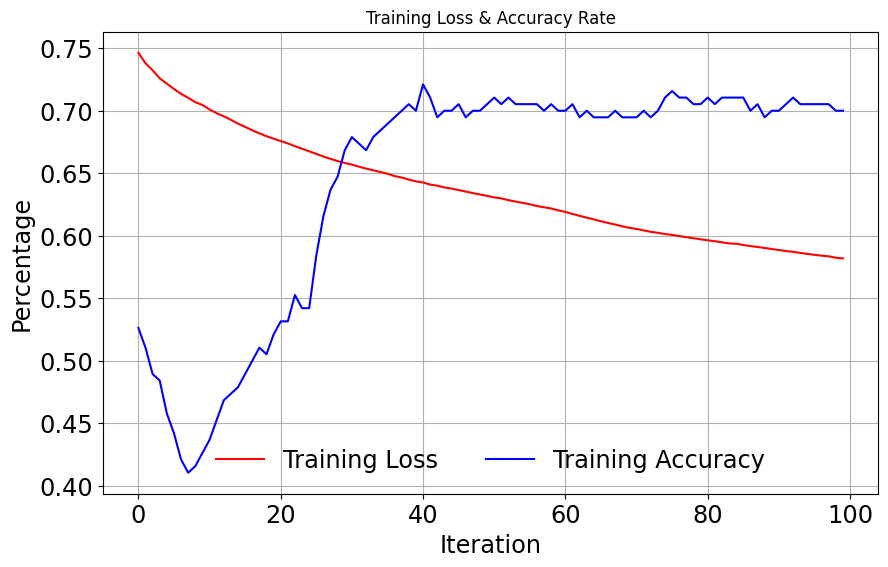 Training Loss & Accuracy Rate
0.75
0.70
0.65
0.60
0.55
0.50
0.45
0.40
Percentage
Training Loss Training Accuracy
0 20 40 60 80 100
Iteration